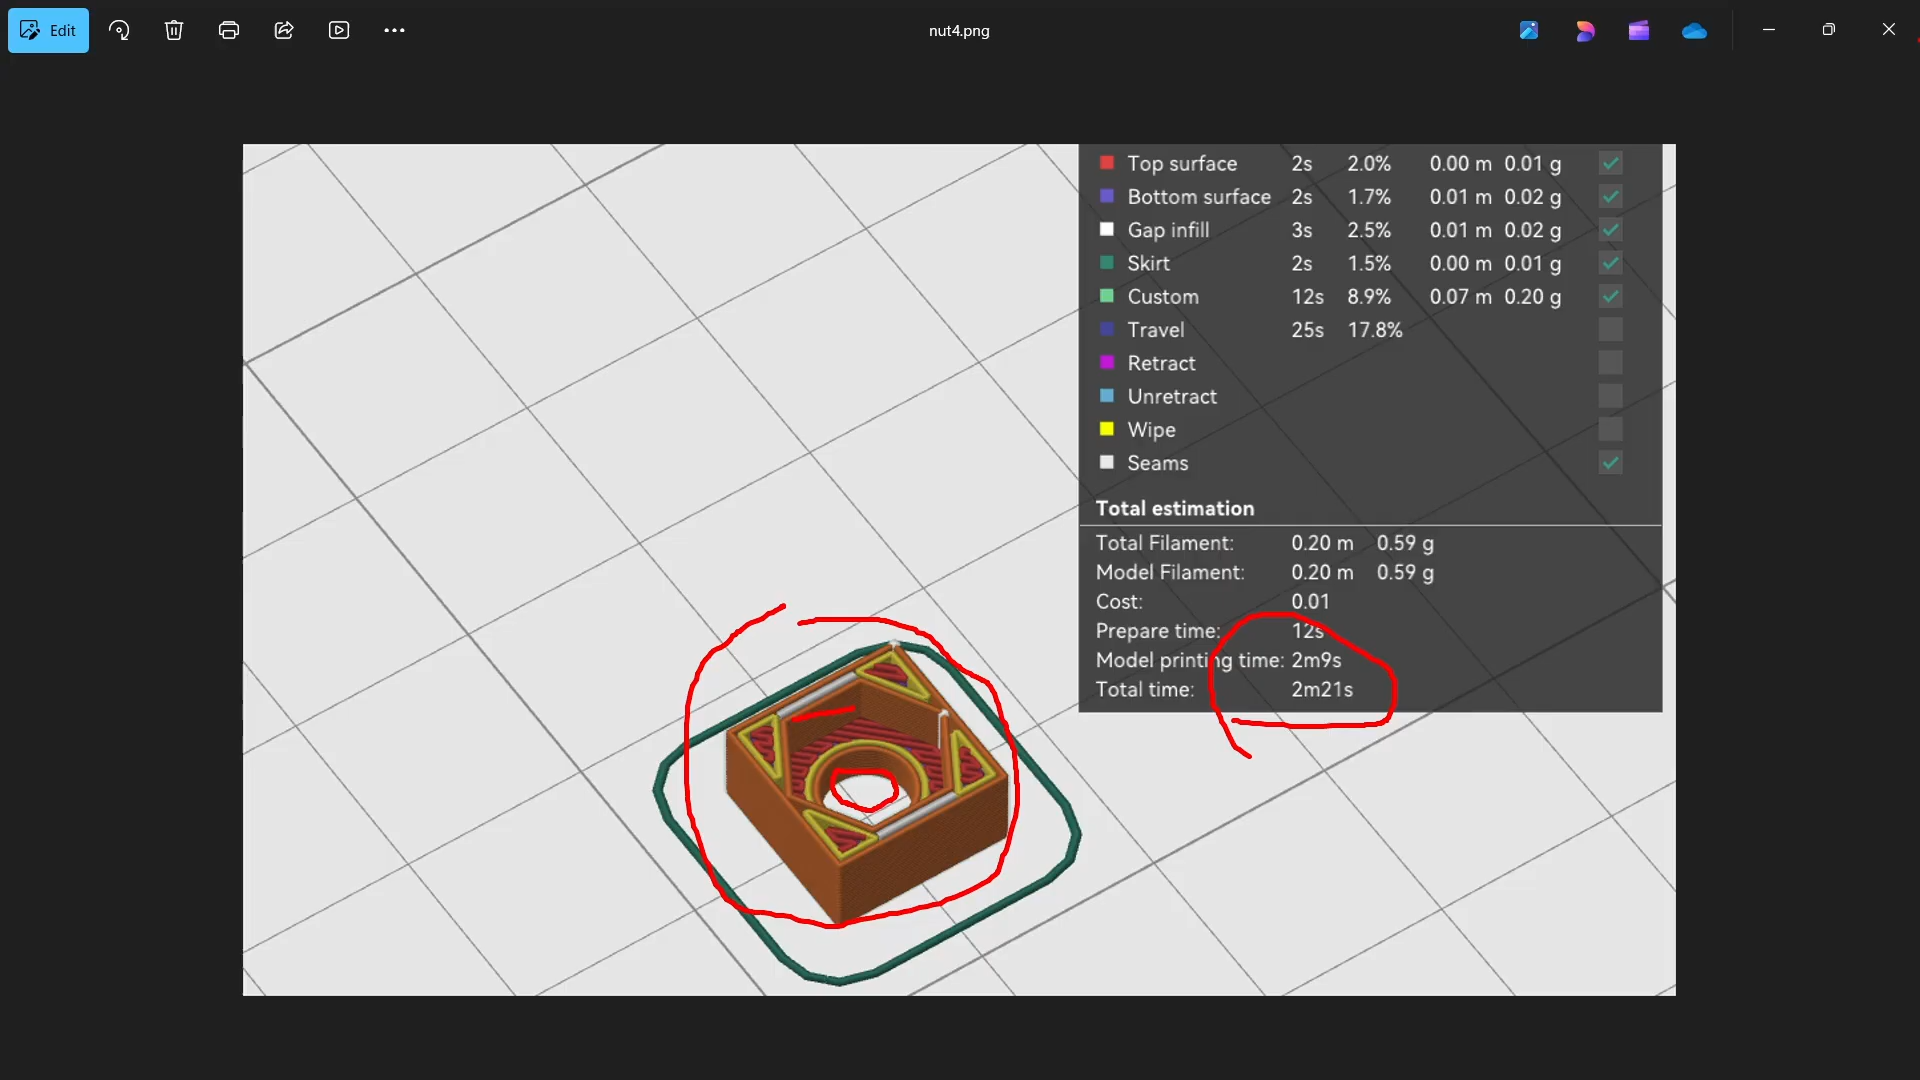 Edit
nut4.png
Top surface 2s 2.0% 0.00 m 0.01 g
Bottom surface 2s 1.7% 0.01 m 0.02 g
Gap infill 3s 2.5% 0.01 m 0.02 g
Skirt 2s 1.5% 0.00 m 0.01 g
Custom 12s 8.9% 0.07 m 0.20 g
Travel 25s 17.8%
Retract
Unretract
Wipe
Seams
Total estimation
Total Filament: 0.20 m 0.59 g
Model Filament: 0.20 m 0.59 g
Cost: 0.01
Prepare time: 12s
Model printing time: 2m9s
Total time: 2m21s